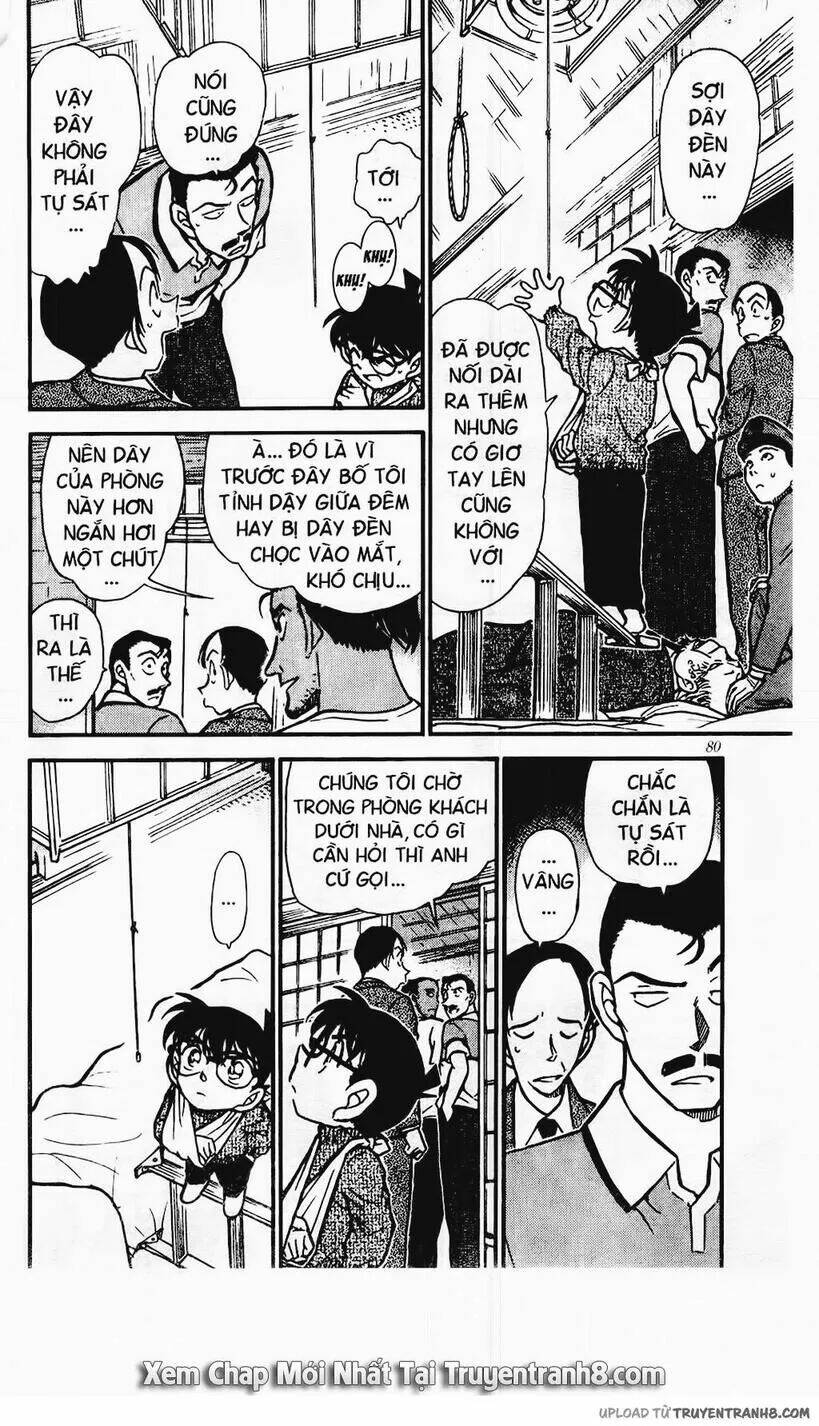 SỢI
DÂY
ĐÈN
NÀY
...
ĐÃ ĐƯỢC
NỐI DÀI
RA THÊM
NHƯNG
CÓ GIƠ
TAY LÊN
CŨNG
KHÔNG
VỚI
...
TỚI
...
KHỤ!
KHỤ!
NÓI
CŨNG
ĐÚNG
...
VẬY
ĐÂY
KHÔNG
PHẢI
TỰ SÁT
...
À... ĐÓ LÀ VÌ
TRƯỚC ĐÂY BỐ TÔI
TỈNH DẬY GIỮA ĐÊM
HAY BỊ DÂY ĐÈN
CHỌC VÀO MẮT,
KHÓ CHỊU...
NÊN DÂY
CỦA PHÒNG
NÀY HƠN
NGẮN HƠI
MỘT CHÚT
...
THÌ
RA LÀ
THẾ
...
80
CHẮC
CHẮN LÀ
TỰ SÁT
RỒI...
...
VÂNG
...
CHÚNG TÔI CHỜ
TRONG PHÒNG KHÁCH
DƯỚI NHÀ, CÓ GÌ
CẦN HỎI THÌ ANH
CỨ GỌI...
...
Xem Chap Mới Nhất Tại Truyentranh8.com
UPLOAD TỪ TRUYENTRANH8.COM